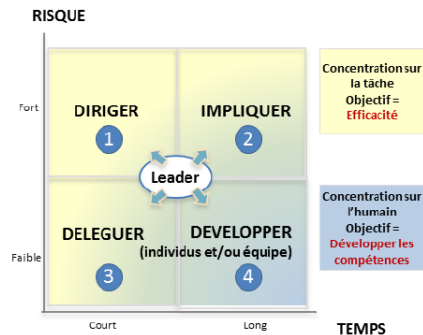 RISQUE
Fort
DIRIGER
1
IMPLIQUER
2
Leader
DELEGUER
3
DEVELOPPER
(individus et/ou équipe)
4
Faible
Court
Long
TEMPS
Concentration sur
la tâche
Objectif =
Efficacité
Concentration sur
l'humain
Objectif =
Développer les
compétences